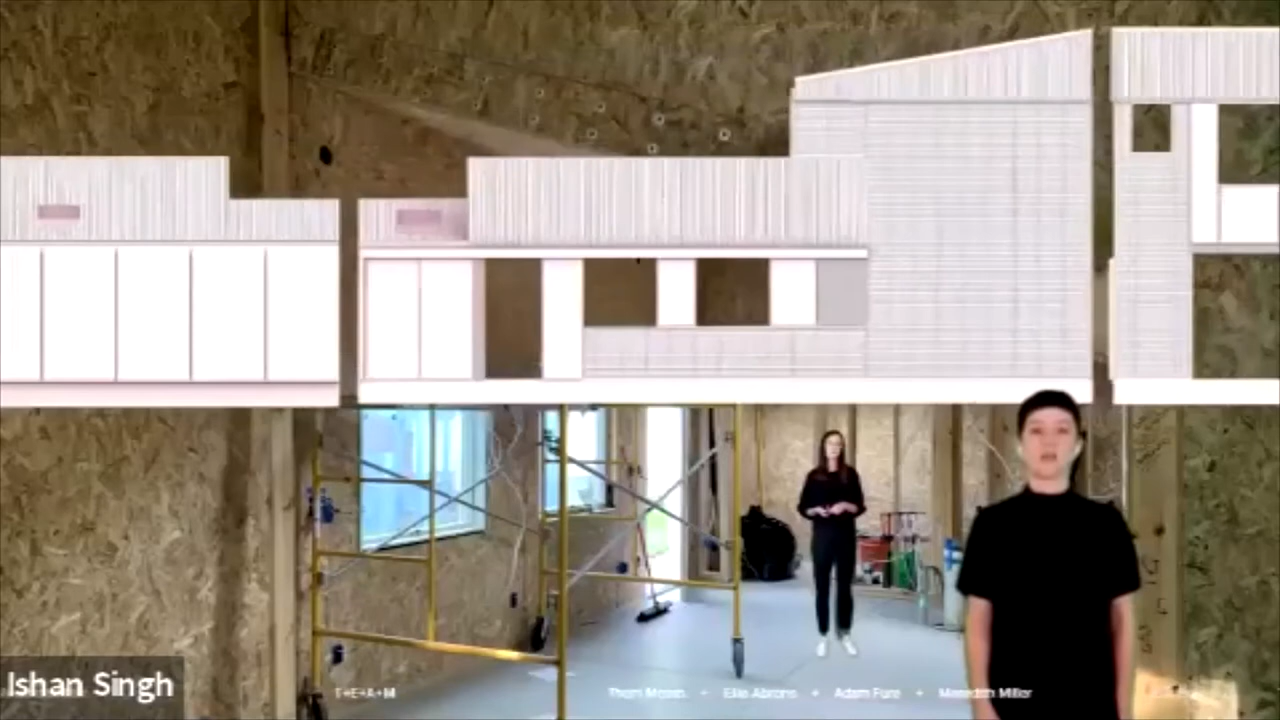 Ishan Singh
T+E+A+M
Thom Moran + Ellie Abrons + Adam Fure + Meredith Miller